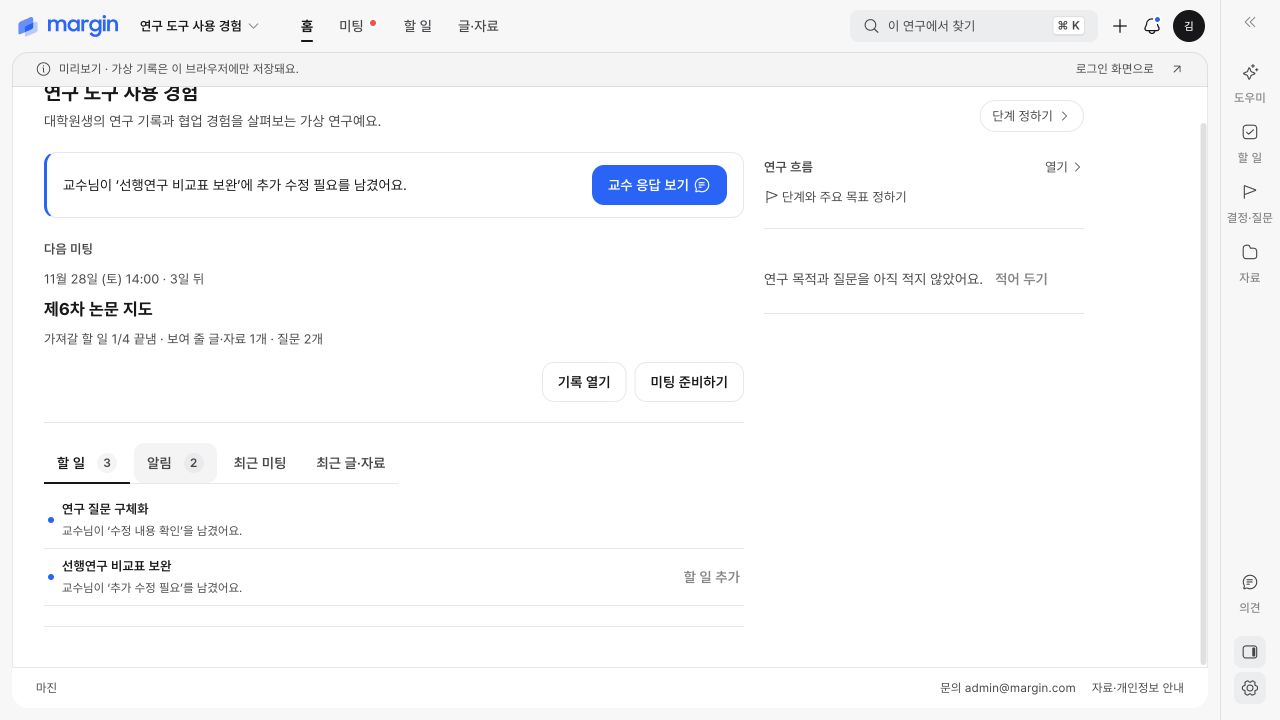 margin
연구 도구 사용 경험
홈
미팅
할 일
글·자료
이 연구에서 찾기
⌘ K
김
미리보기 · 가상 기록은 이 브라우저에만 저장돼요.
로그인 화면으로
연구 도구 사용 경험
대학원생의 연구 기록과 협업 경험을 살펴보는 가상 연구예요.
단계 정하기
교수님이 ‘선행연구 비교표 보완’에 추가 수정 필요를 남겼어요.
교수 응답 보기
다음 미팅
11월 28일 (토) 14:00 · 3일 뒤
제6차 논문 지도
가져갈 할 일 1/4 끝냄 · 보여 줄 글·자료 1개 · 질문 2개
기록 열기
미팅 준비하기
할 일 3
알림 2
최근 미팅
최근 글·자료
연구 질문 구체화
교수님이 ‘수정 내용 확인’을 남겼어요.
선행연구 비교표 보완
교수님이 ‘추가 수정 필요’를 남겼어요.
할 일 추가
연구 흐름
열기
단계와 주요 목표 정하기
연구 목적과 질문을 아직 적지 않았어요.
적어 두기
도우미
할 일
결정·질문
자료
의견
마진
문의 admin@margin.com
자료·개인정보 안내